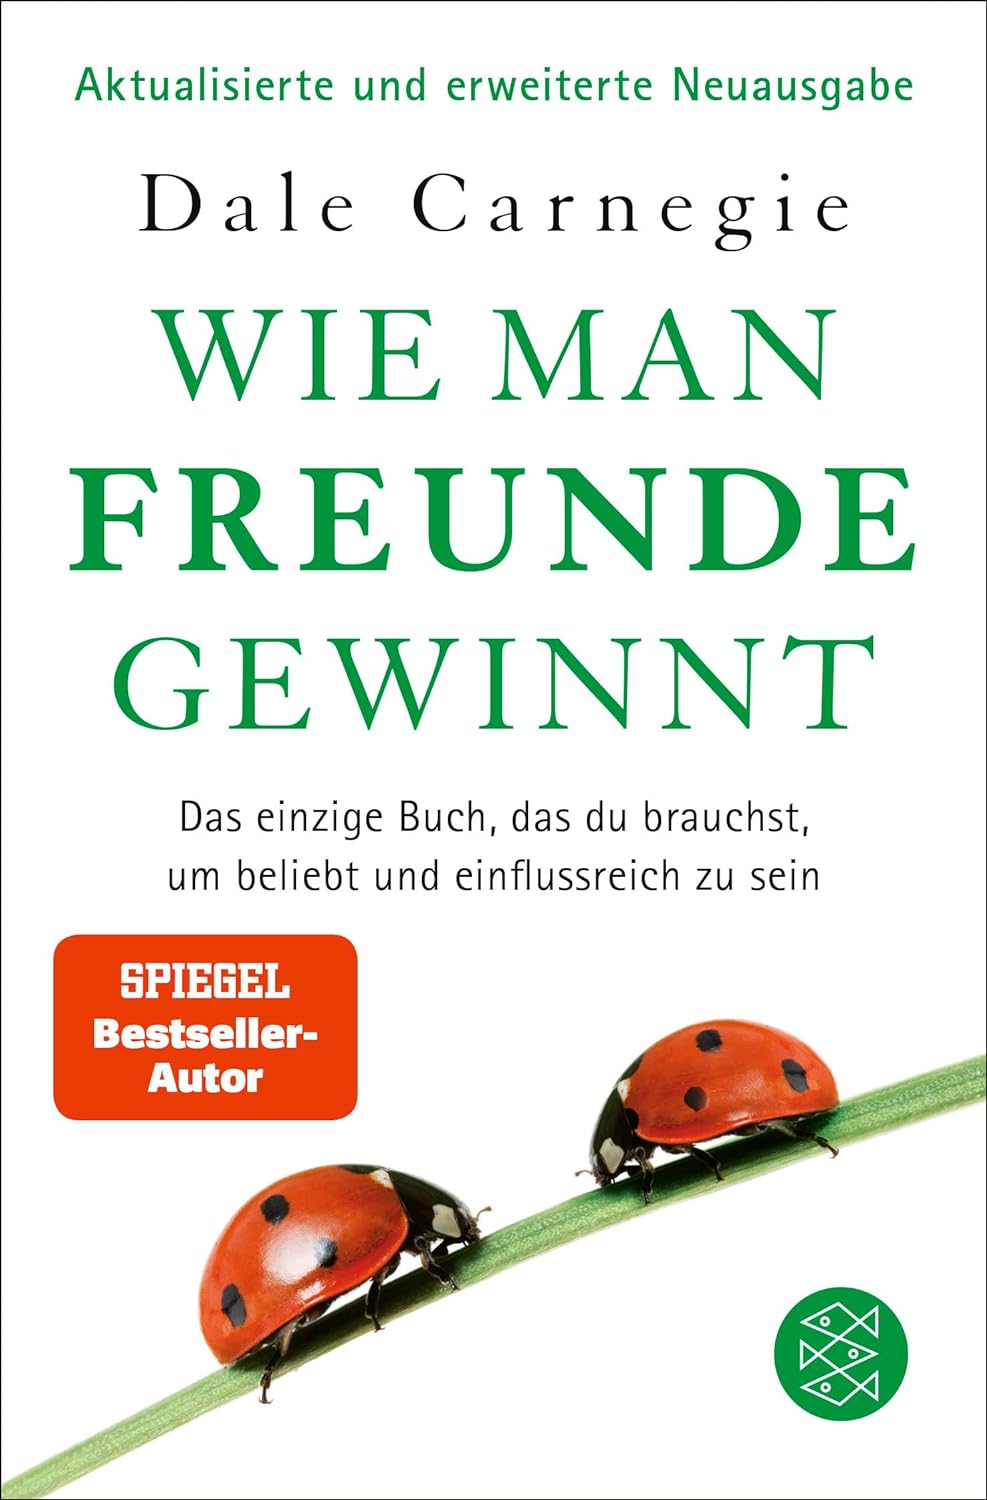 Aktualisierte und erweiterte Neuausgabe
Dale Carnegie
WIE MAN
FREUNDE
GEWINNT
Das einzige Buch, das du brauchst,
um beliebt und einflussreich zu sein
SPIEGEL
Bestseller-
Autor